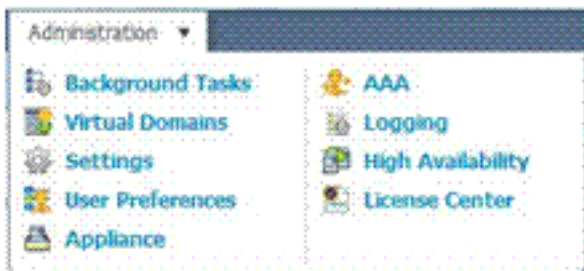 Administration ▼
Background Tasks
Virtual Domains
Settings
User Preferences
Appliance
AAA
Logging
High Availability
License Center